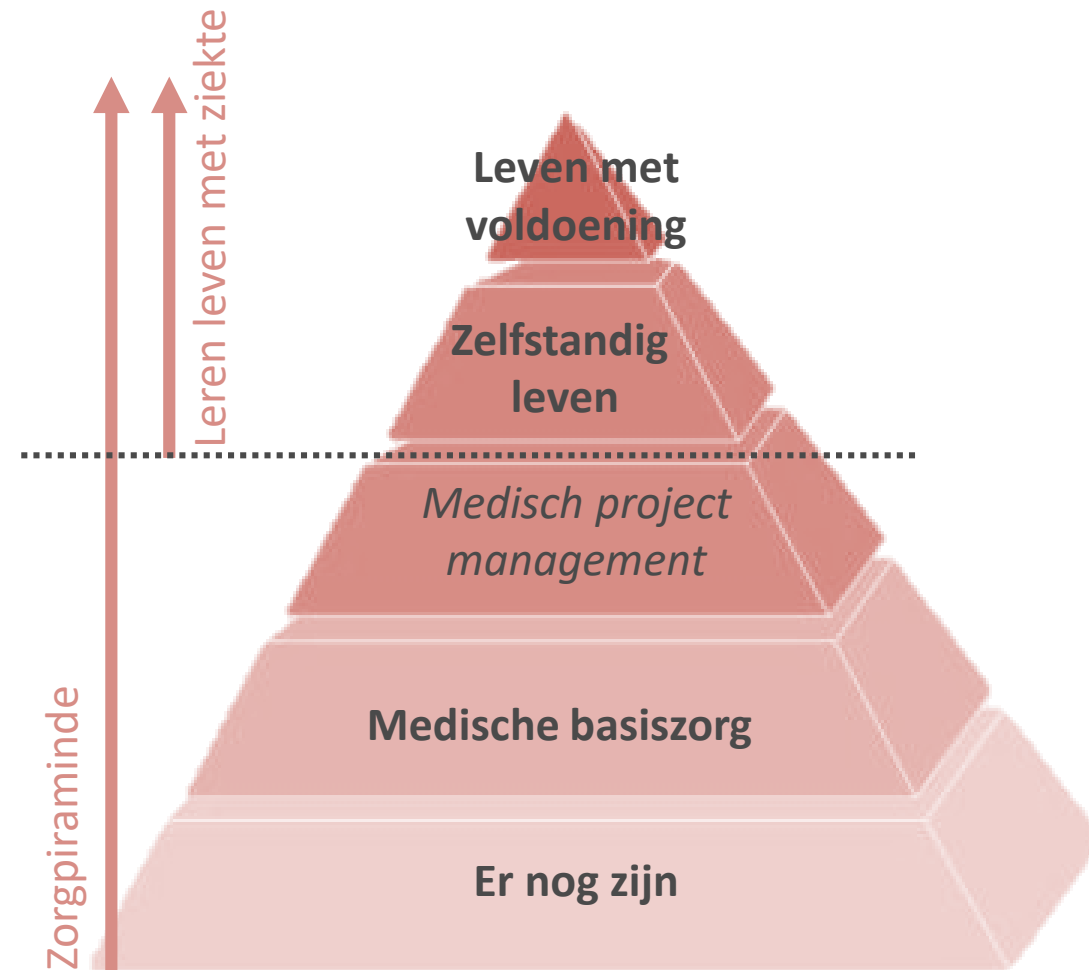 Leren leven met ziekte
Zorgpiraminde
Leven met
voldoening
Zelfstandig
leven
Medisch project
management
Medische basiszorg
Er nog zijn